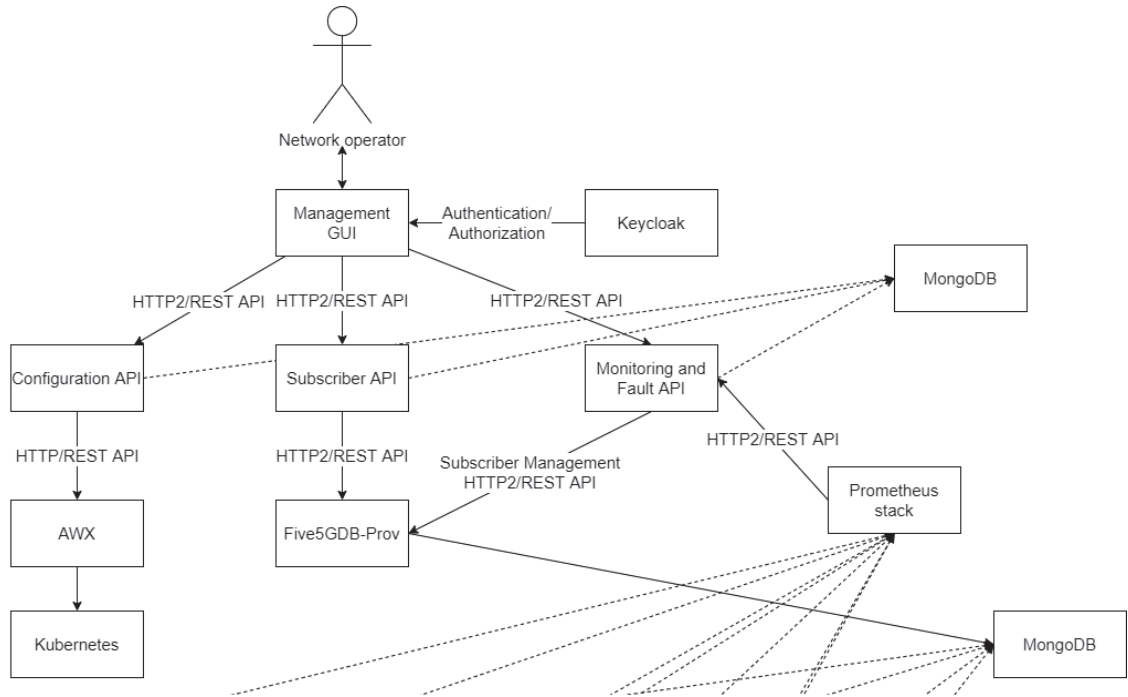 Network operator
Management
GUI
Authentication/
Authorization
Keycloak
MongoDB
HTTP2/REST API
HTTP2/REST API
HTTP2/REST API
Configuration API
Subscriber API
Monitoring and
Fault API
HTTP/REST API
HTTP2/REST API
Subscriber Management
HTTP2/REST API
HTTP2/REST API
Prometheus
stack
AWX
Five5GDB-Prov
Kubernetes
MongoDB